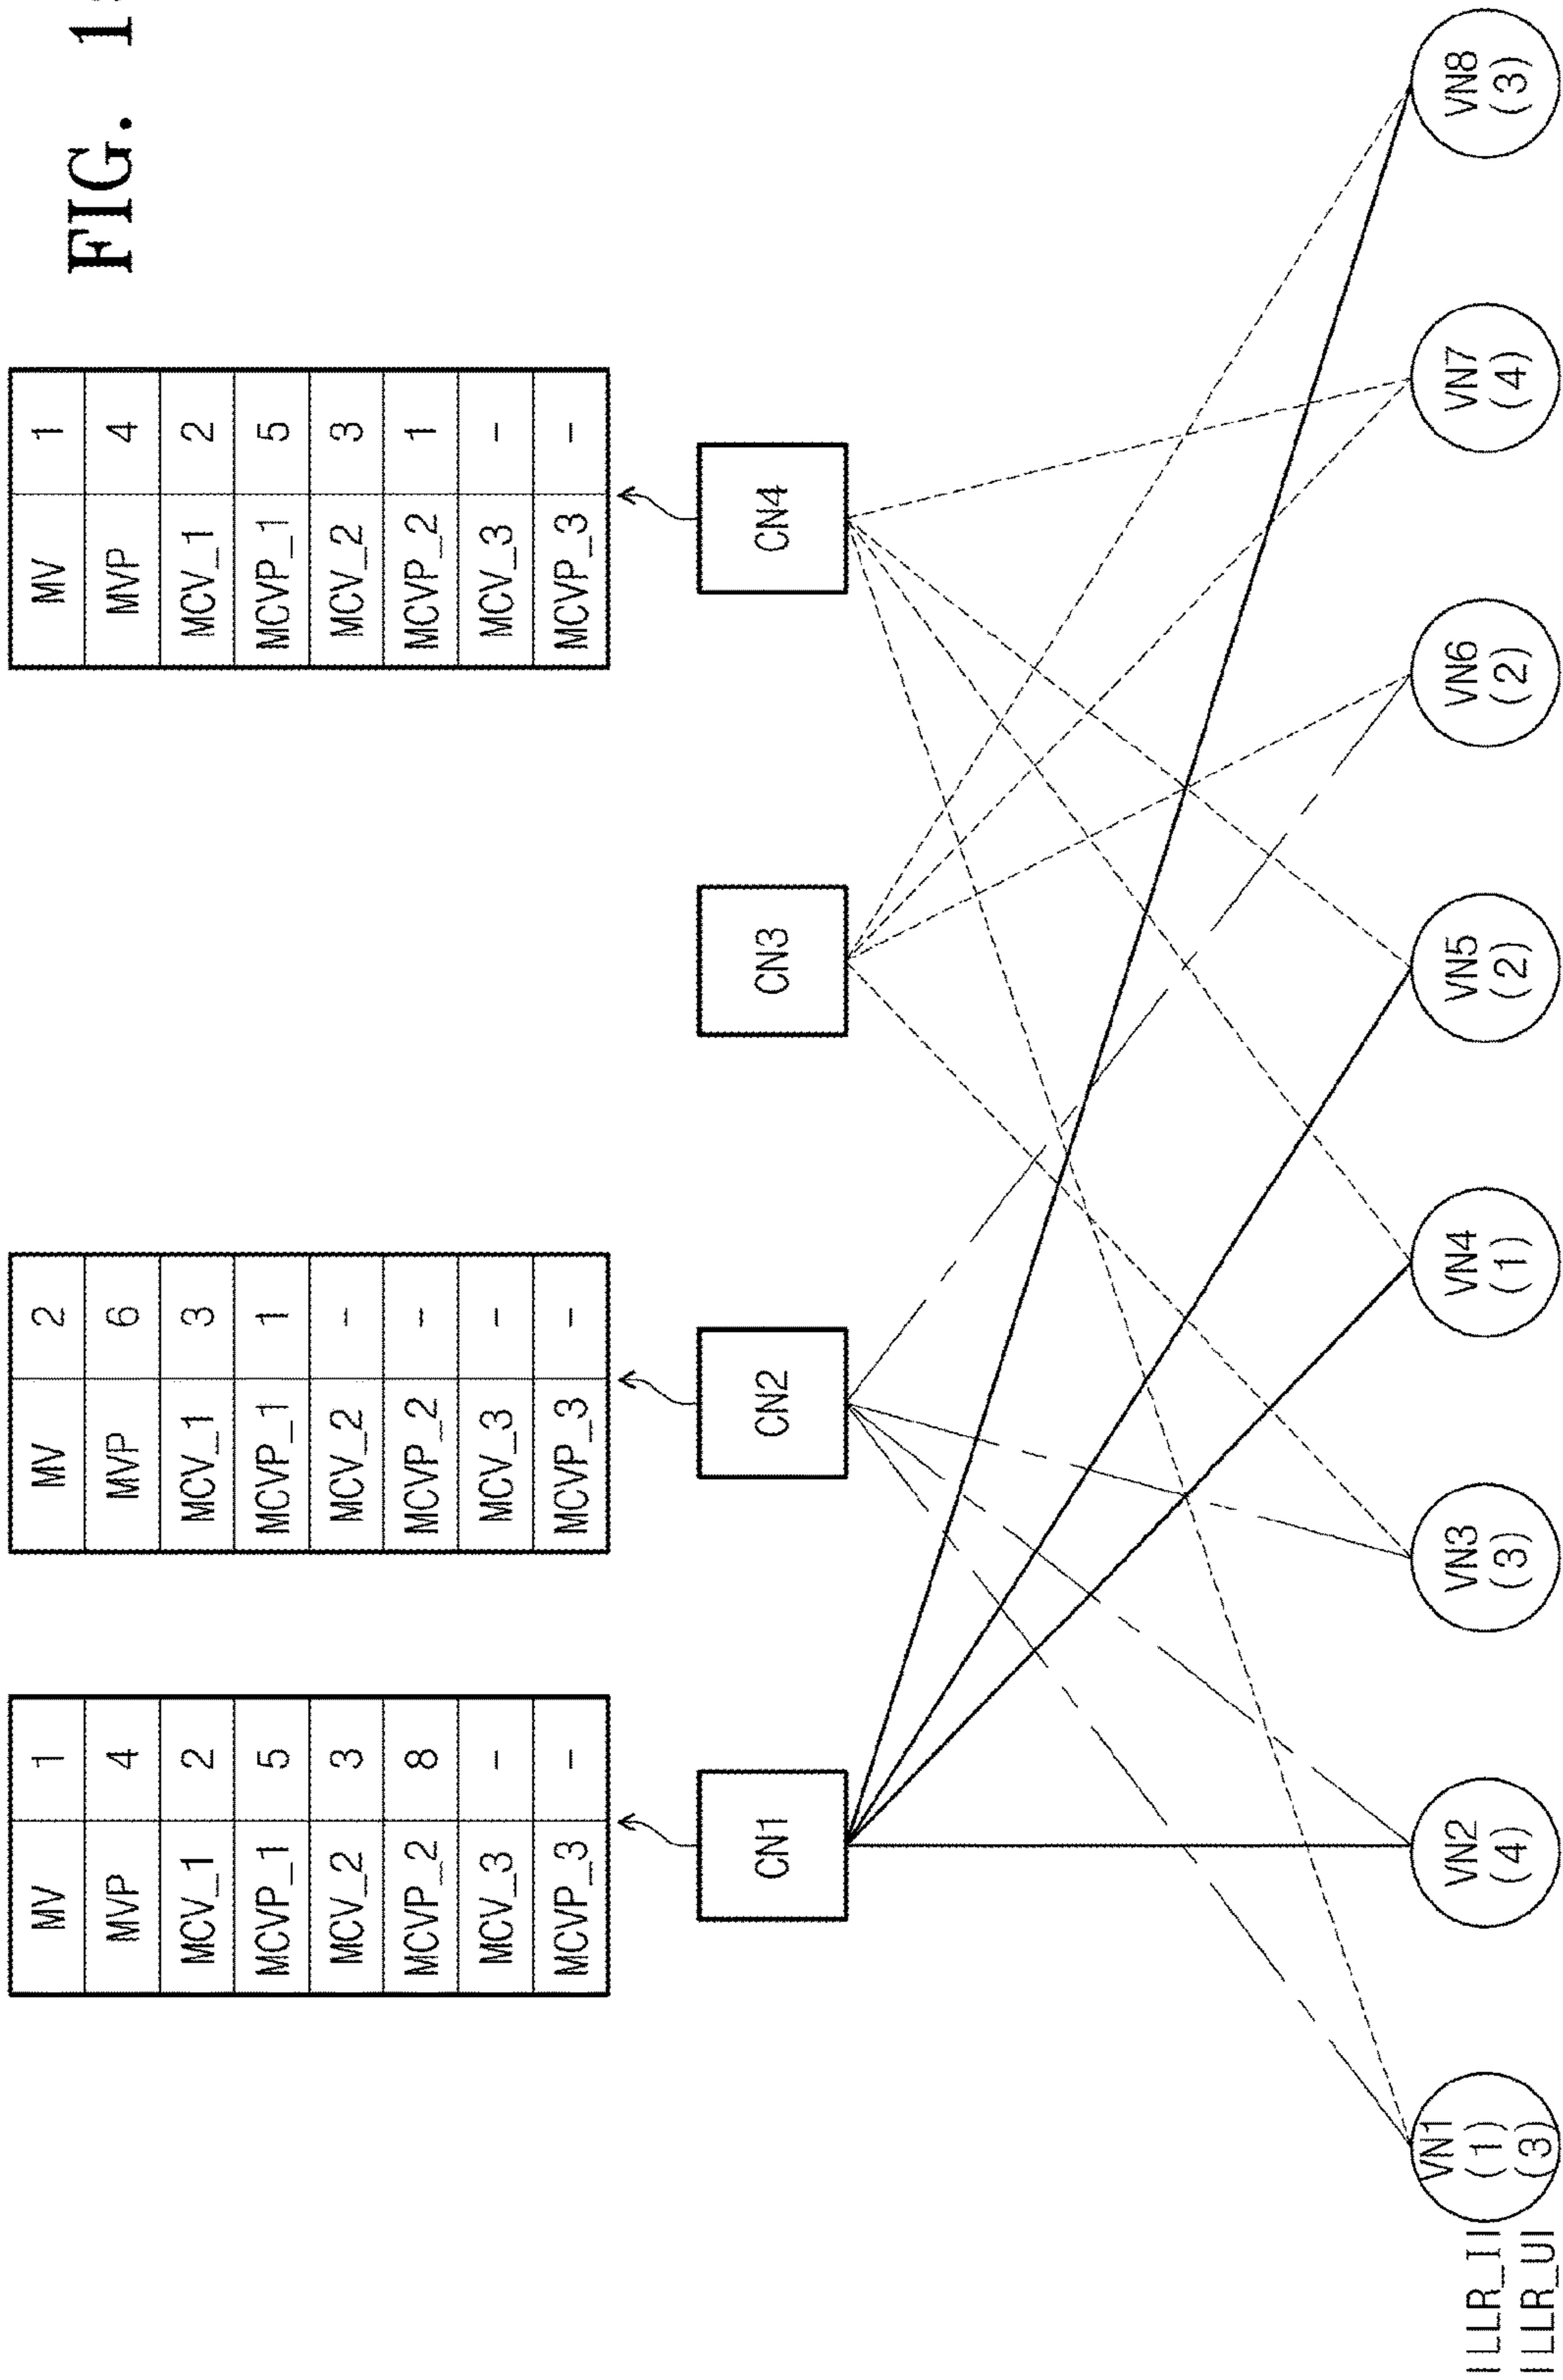 FIG. 1
MV 1
MVP 4
MCV_1 2
MCVP_1 5
MCV_2 3
MCVP_2 8
MCV_3 -
MCVP_3 -
MV 2
MVP 6
MCV_1 3
MCVP_1 1
MCV_2 -
MCVP_2 -
MCV_3 -
MCVP_3 -
MV 1
MVP 4
MCV_1 2
MCVP_1 5
MCV_2 3
MCVP_2 1
MCV_3 -
MCVP_3 -
CN1
CN2
CN3
CN4
VN1
(1)
(3)
VN2
(4)
VN3
(3)
VN4
(1)
VN5
(2)
VN6
(2)
VN7
(4)
VN8
(3)
|LLR_I|
|LLR_U|